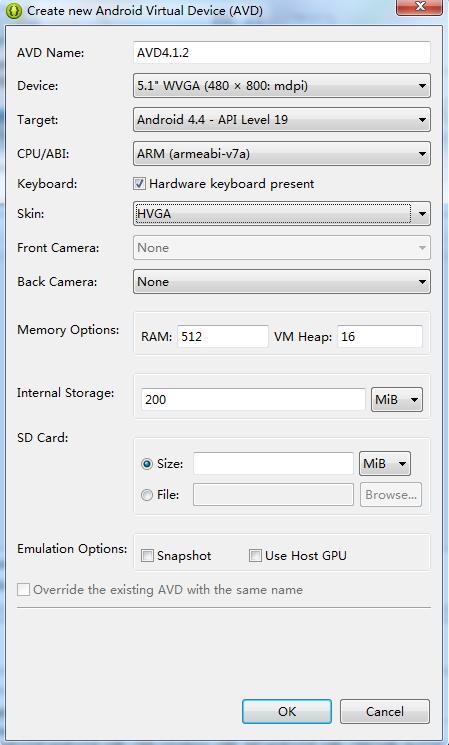 Create new Android Virtual Device (AVD)
AVD Name: AVD4.1.2
Device: 5.1" WVGA (480 × 800: mdpi)
Target: Android 4.4 - API Level 19
CPU/ABI: ARM (armeabi-v7a)
Keyboard: Hardware keyboard present
Skin: HVGA
Front Camera: None
Back Camera: None
Memory Options: RAM: 512 VM Heap: 16
Internal Storage: 200 MiB
SD Card:
Size: MiB
File: Browse...
Emulation Options: Snapshot Use Host GPU
Override the existing AVD with the same name
OK Cancel